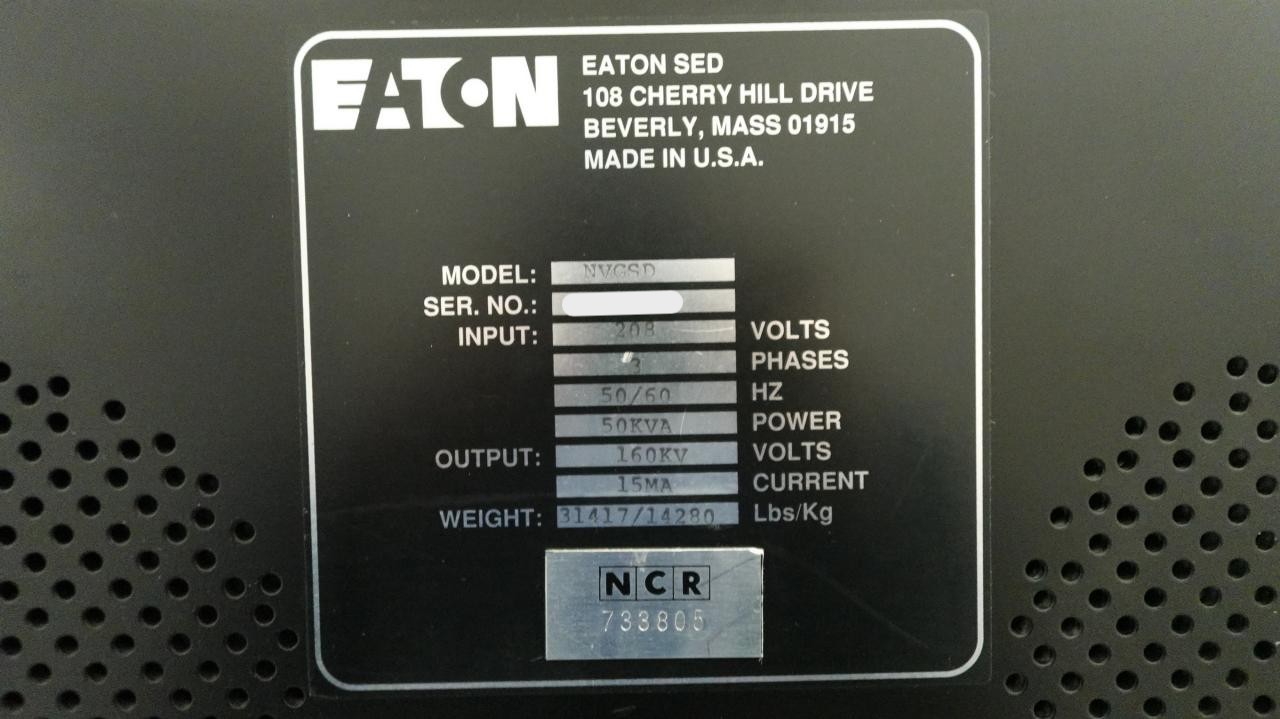 EATON
EATON SED
108 CHERRY HILL DRIVE
BEVERLY, MASS 01915
MADE IN U.S.A.
MODEL: NVGSD
SER. NO.:
INPUT: 208 VOLTS
3 PHASES
50/60 HZ
50KVA POWER
OUTPUT: 160KV VOLTS
15MA CURRENT
WEIGHT: 31417/14280 Lbs/Kg
NCR
733805